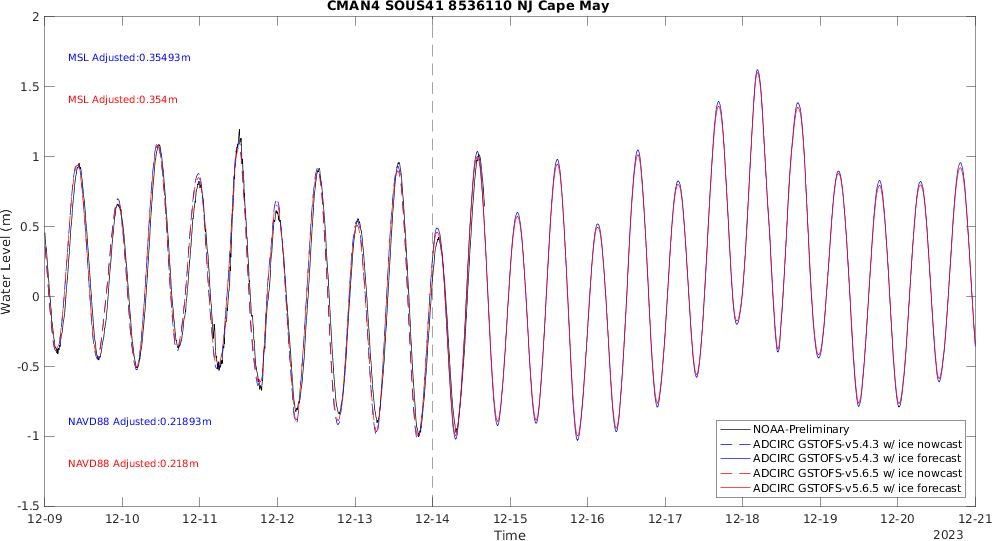 CMAN4 SOUS41 8536110 NJ Cape May
2
1.5
1
0.5
0
-0.5
-1
-1.5
Water Level (m)
MSL Adjusted:0.35493m
MSL Adjusted:0.354m
NAVD88 Adjusted:0.21893m
NAVD88 Adjusted:0.218m
NOAA-Preliminary
ADCIRC GSTOFS-v5.4.3 w/ ice nowcast
ADCIRC GSTOFS-v5.4.3 w/ ice forecast
ADCIRC GSTOFS-v5.6.5 w/ ice nowcast
ADCIRC GSTOFS-v5.6.5 w/ ice forecast
12-09 12-10 12-11 12-12 12-13 12-14 12-15 12-16 12-17 12-18 12-19 12-20 12-21
Time
2023